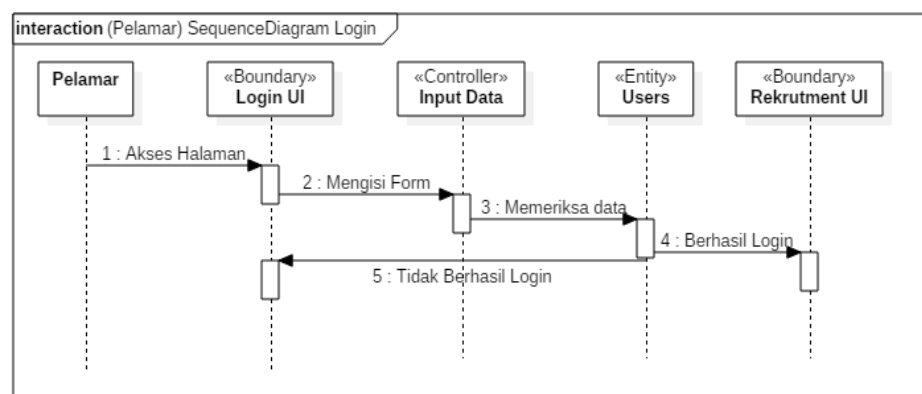 interaction (Pelamar) SequenceDiagram Login
Pelamar
«Boundary»
Login UI
«Controller»
Input Data
«Entity»
Users
«Boundary»
Rekrutment UI
1 : Akses Halaman
2 : Mengisi Form
3 : Memeriksa data
4 : Berhasil Login
5 : Tidak Berhasil Login